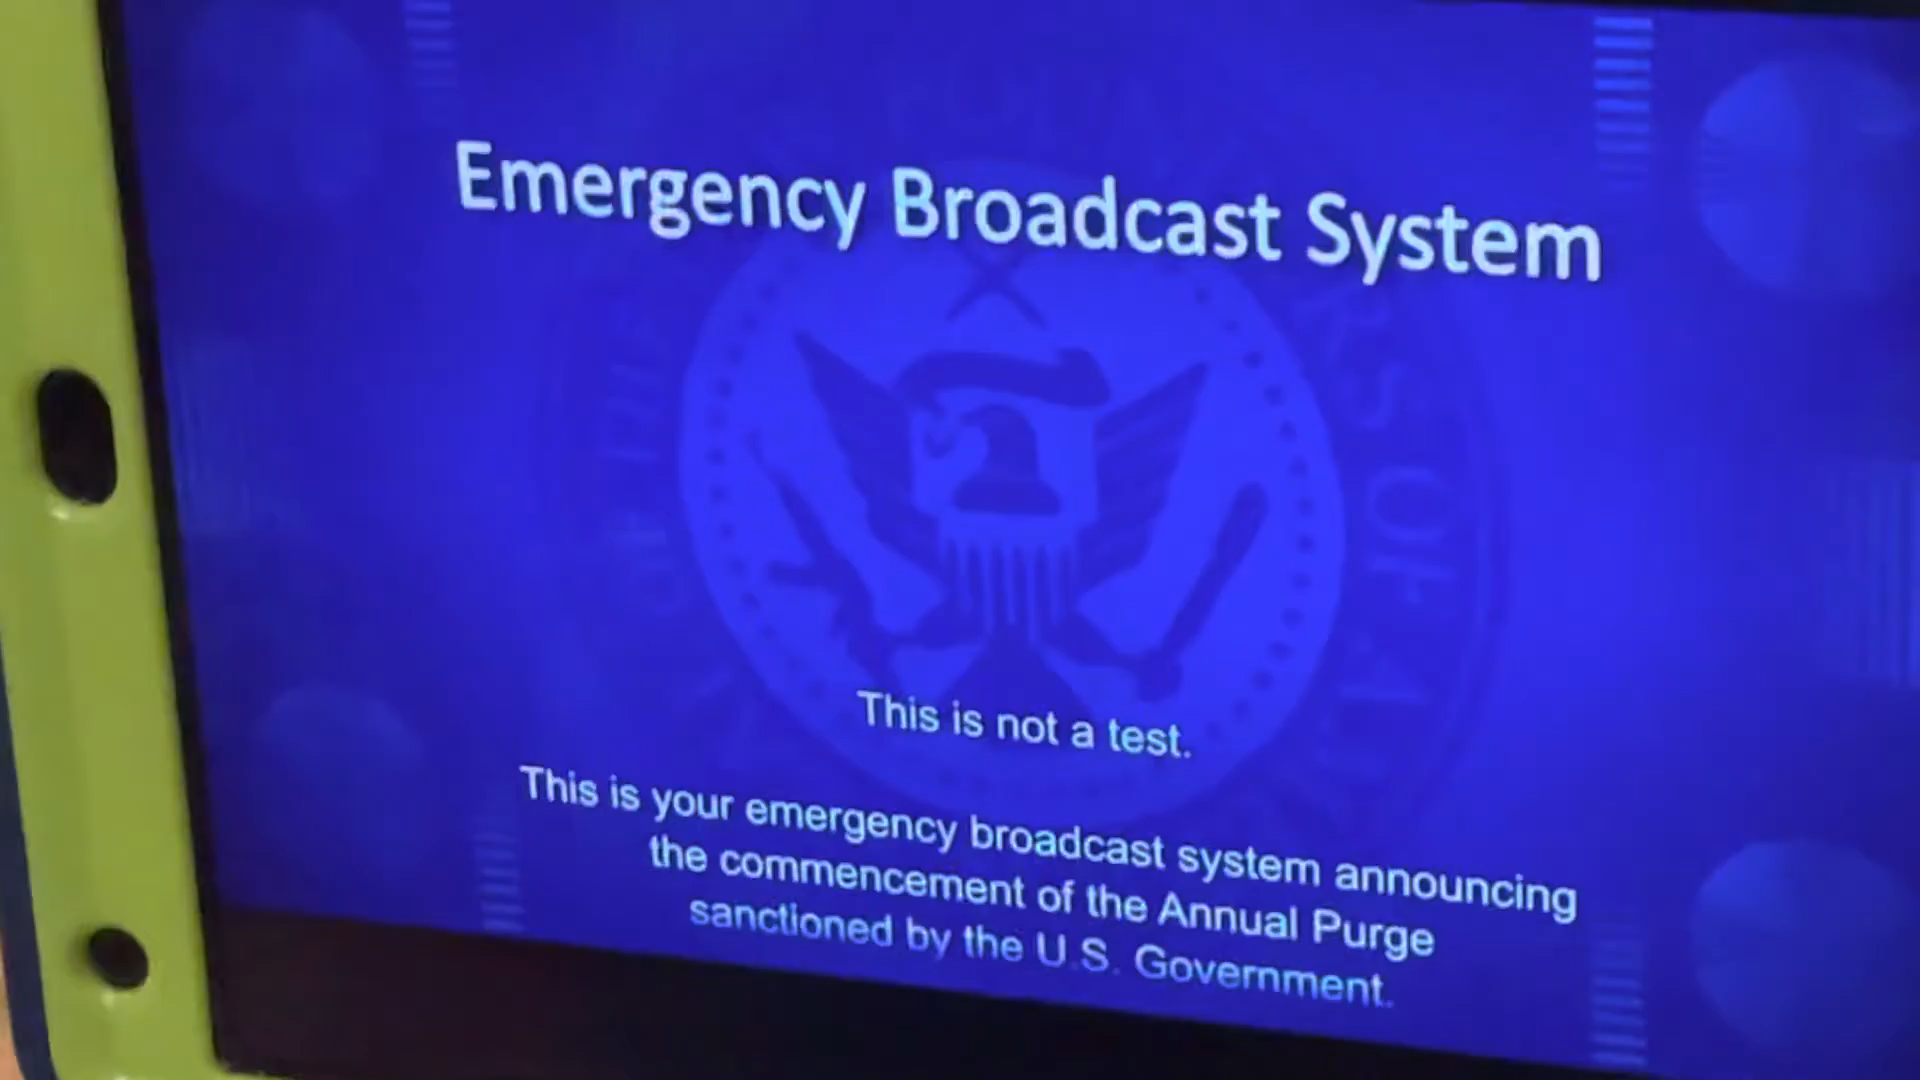 Emergency Broadcast System
This is not a test.
This is your emergency broadcast system announcing
the commencement of the Annual Purge
sanctioned by the U.S. Government.